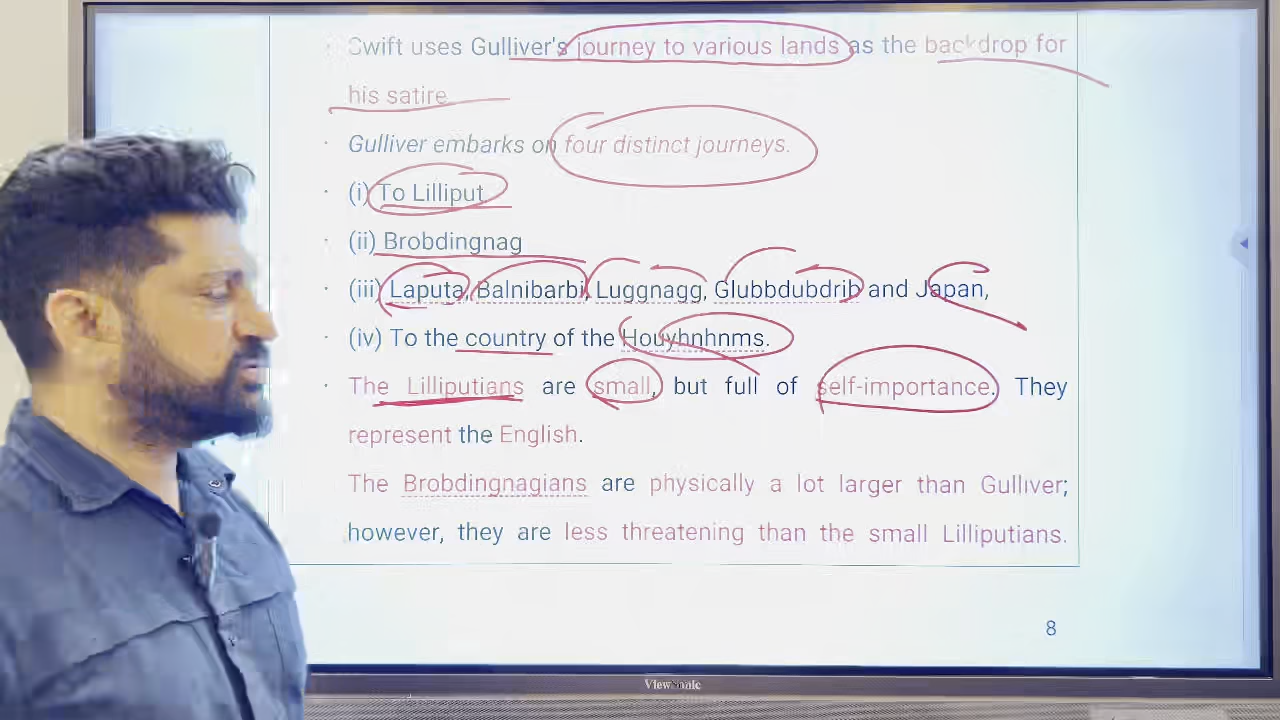 · Swift uses Gulliver's journey to various lands as the backdrop for
his satire
· Gulliver embarks on four distinct journeys.
· (i) To Lilliput
· (ii) Brobdingnag
· (iii) Laputa, Balnibarbi, Luggnagg, Glubbdubdrib and Japan,
· (iv) To the country of the Houyhnhnms.
· The Lilliputians are small, but full of self-importance. They
represent the English.
The Brobdingnagians are physically a lot larger than Gulliver;
however, they are less threatening than the small Lilliputians.
8
ViewSonic